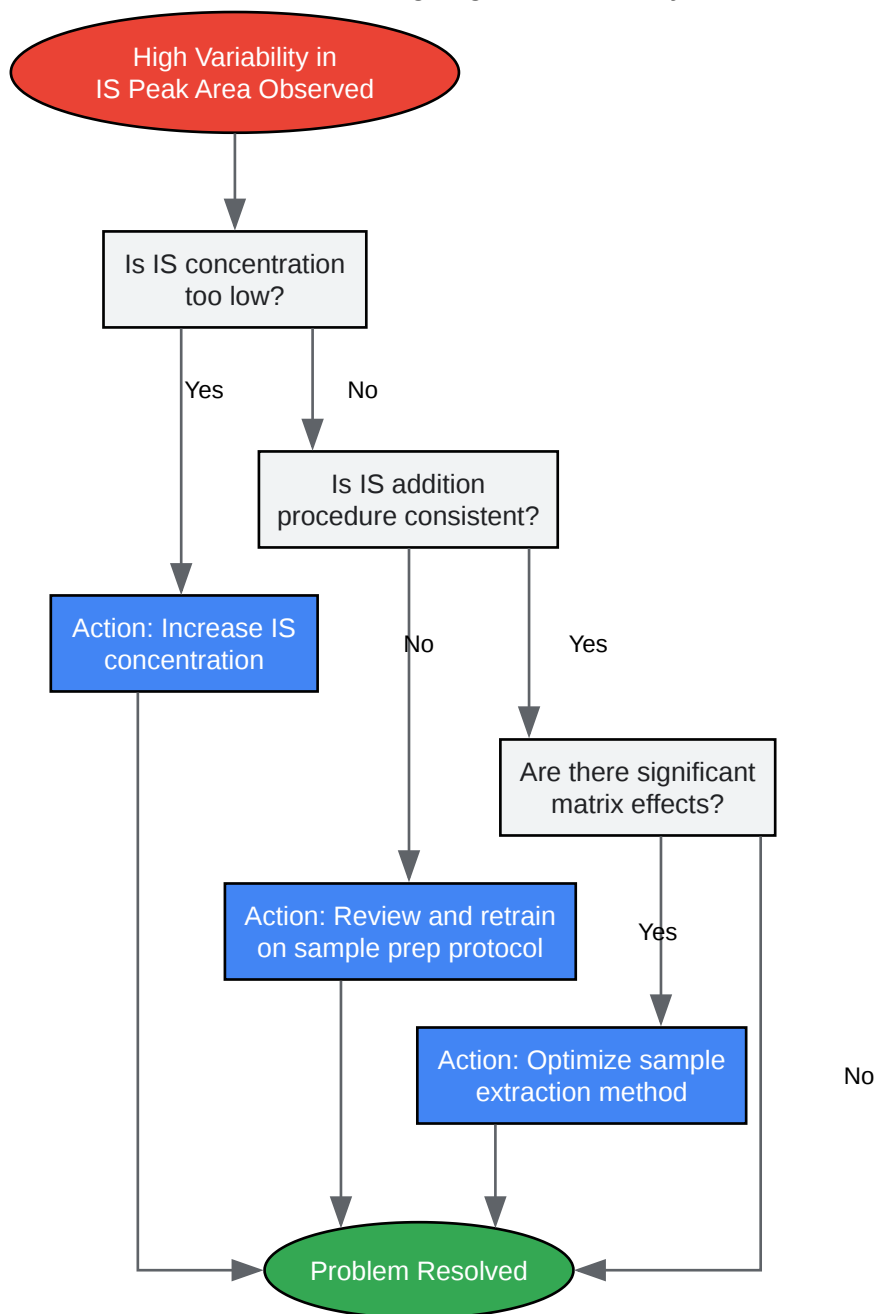 High Variability in
IS Peak Area Observed
Is IS concentration
too low?
Yes
No
Is IS addition
procedure consistent?
Action: Increase IS
concentration
No
Yes
Are there significant
matrix effects?
Action: Review and retrain
on sample prep protocol
Yes
Action: Optimize sample
extraction method
No
Problem Resolved